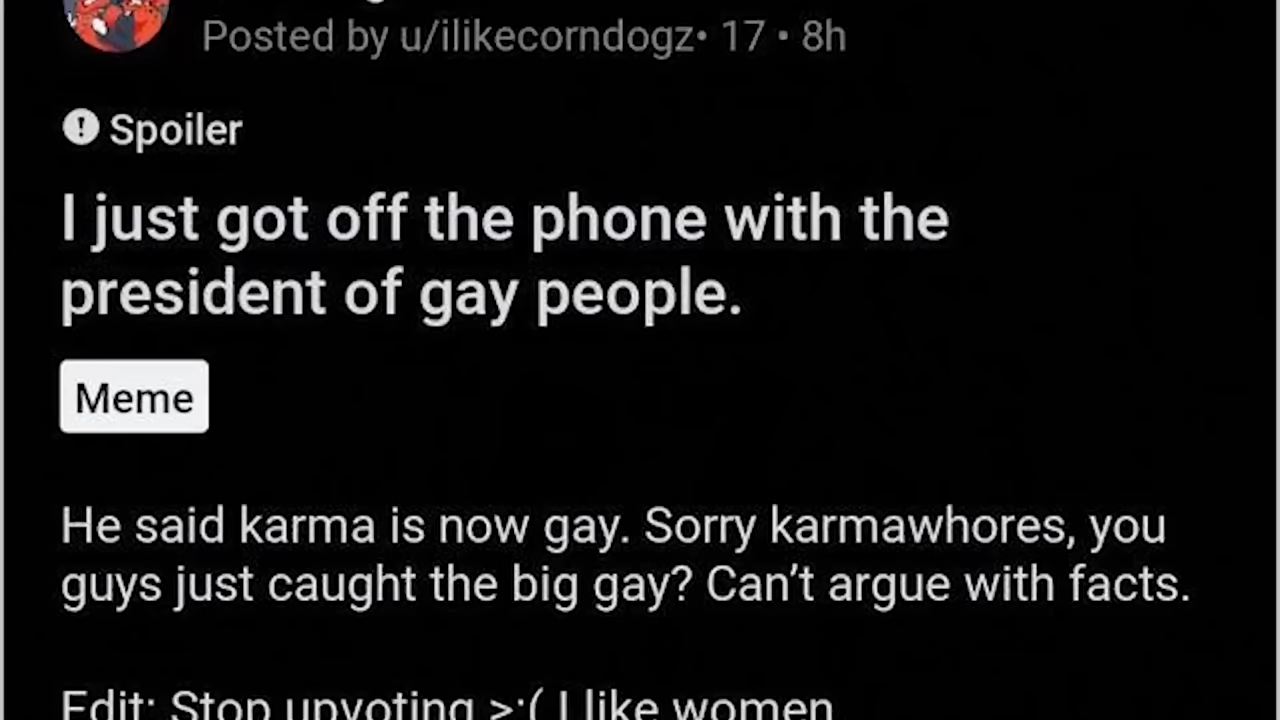 Posted by u/ilikecorndogz• 17 • 8h
Spoiler
I just got off the phone with the
president of gay people.
Meme
He said karma is now gay. Sorry karmawhores, you
guys just caught the big gay? Can't argue with facts.
Edit: Stop upvoting >:( I like women